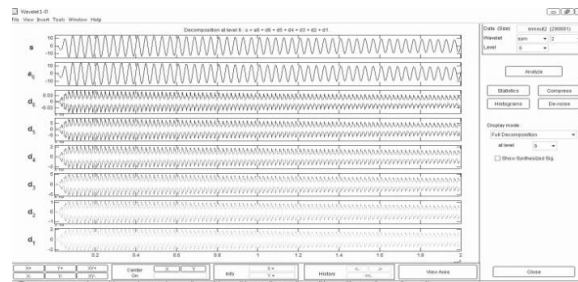 Wavelet 1-D
File View Insert Tools Window Help
Decomposition at level 6 : s = a6 + d6 + d5 + d4 + d3 + d2 + d1 .
s
a6
d6
d5
d4
d3
d2
d1
0.2 0.4 0.6 0.8 1 1.2 1.4 1.6 1.8 2
Data (Size)
Wavelet sym 2
Level 6
Analyze
Statistics Compress
Histograms De-noise
Display mode :
Full Decomposition
at level 6
Show Synthesized Sig.
X+ Y+ XY+
X- Y- XY-
Center On X Y
Info X = Y =
History
View Axes
Close